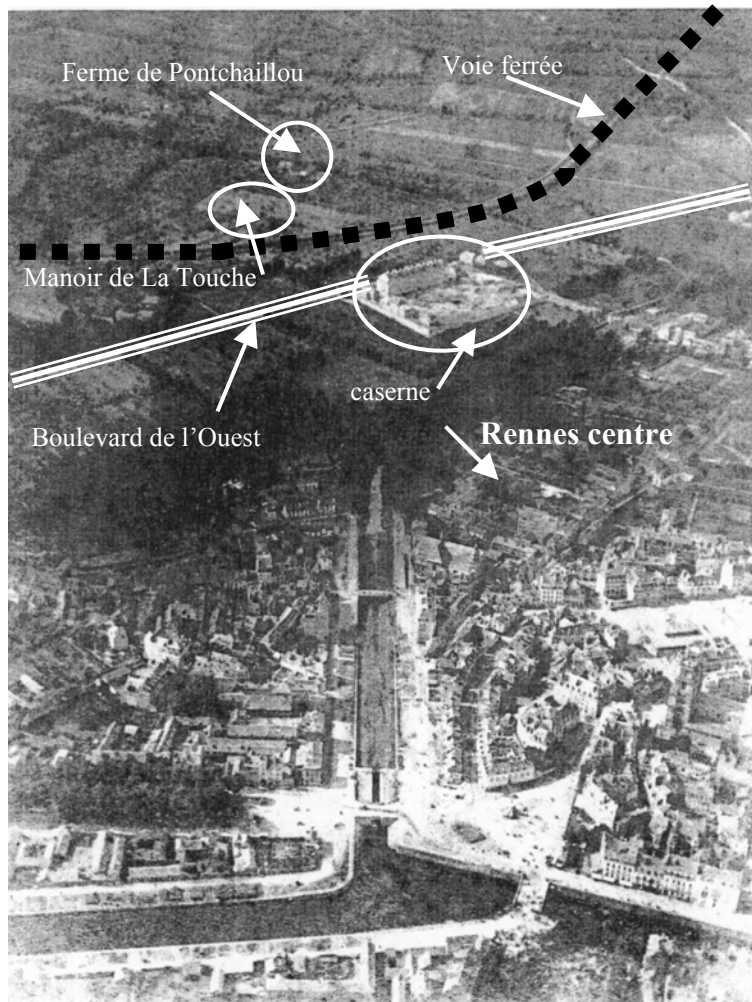 Ferme de Pontchaillou
Voie ferrée
Manoir de La Touche
caserne
Boulevard de l’Ouest
Rennes centre